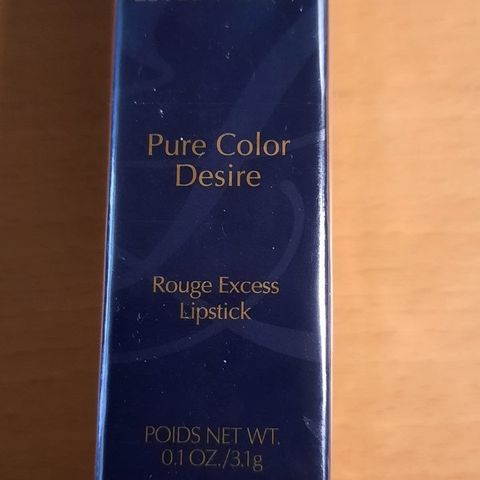 Pure Color
Desire
Rouge Excess
Lipstick
POIDS NET WT.
0.1 OZ./3.1g